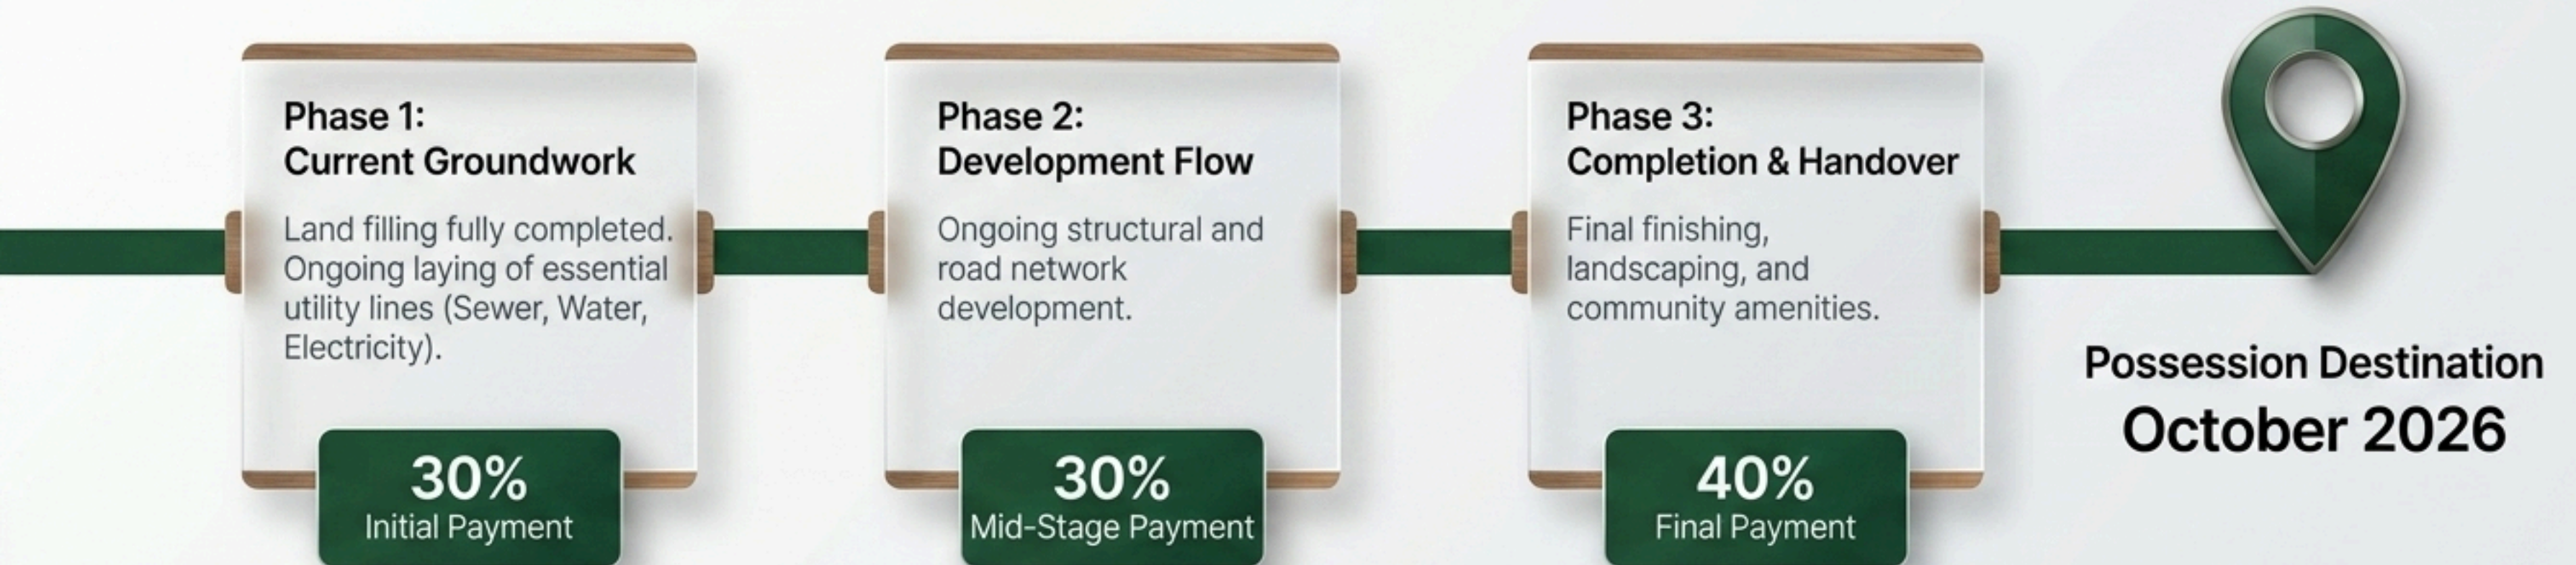 Phase 1:
Current Groundwork
Land filling fully completed.
Ongoing laying of essential
utility lines (Sewer, Water,
Electricity).
30%
Initial Payment
Phase 2:
Development Flow
Ongoing structural and
road network
development.
30%
Mid-Stage Payment
Phase 3:
Completion & Handover
Final finishing,
landscaping, and
community amenities.
40%
Final Payment
Possession Destination
October 2026